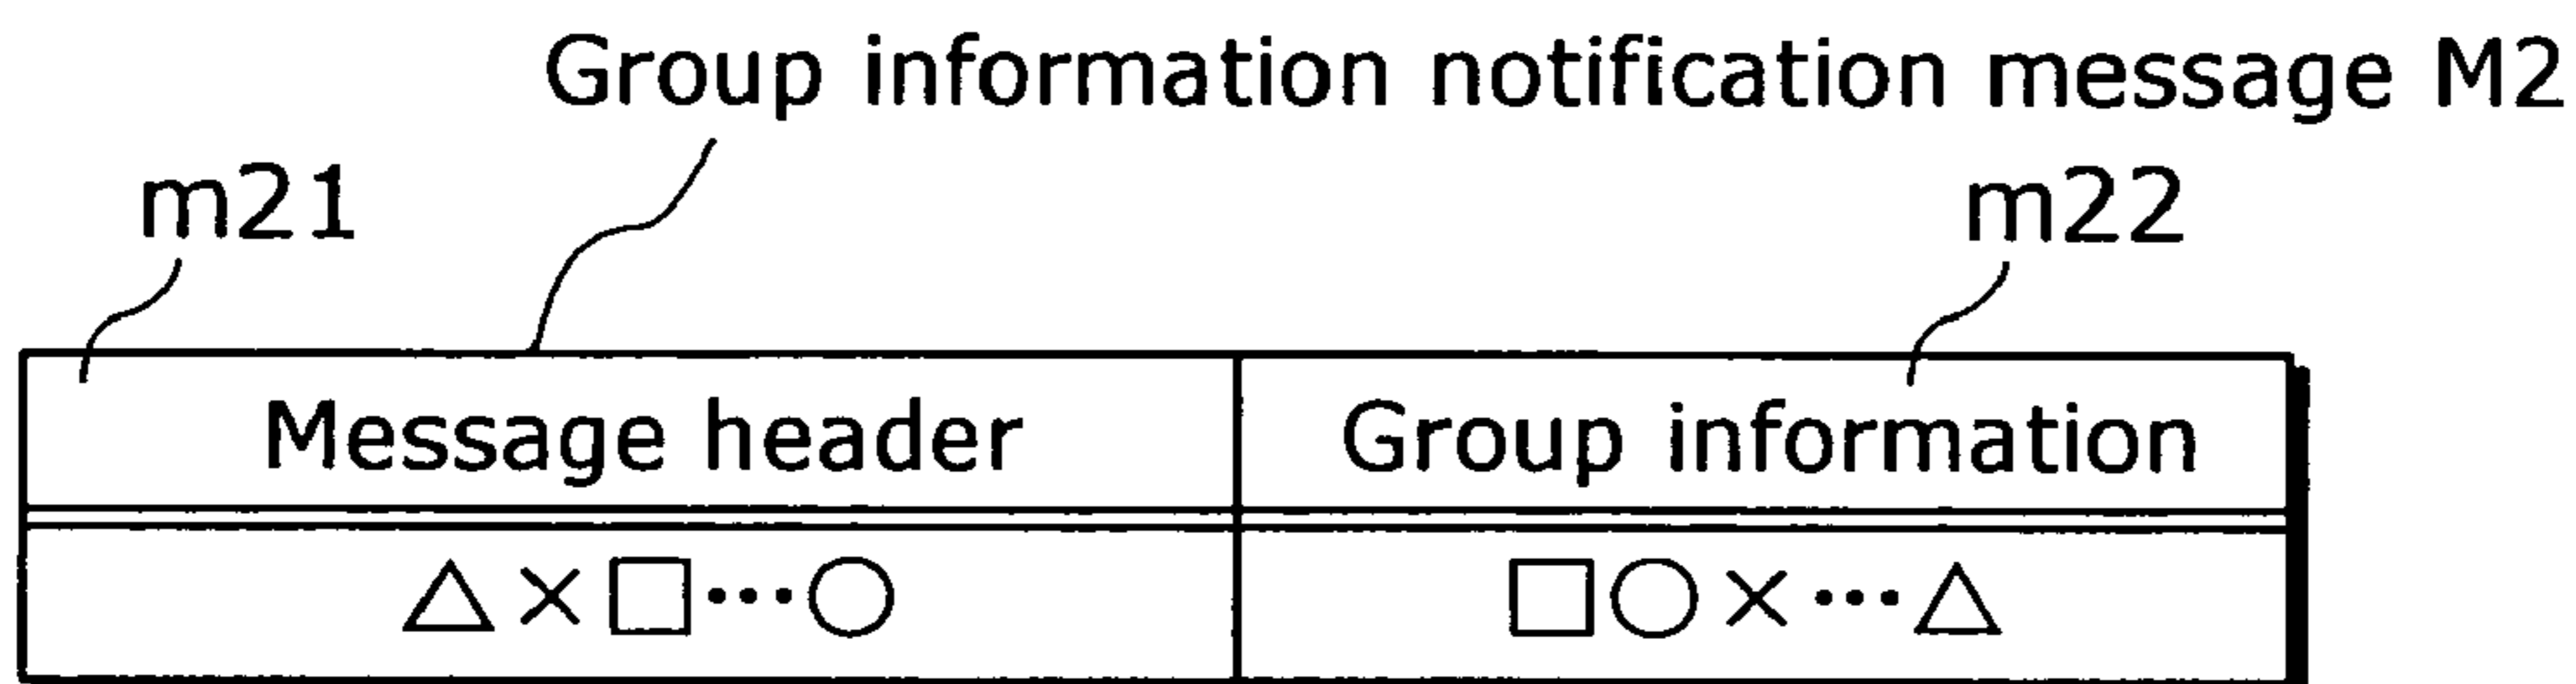 Group information notification message M2
m21 m22
Message header Group information
△×□···○ □○×···△